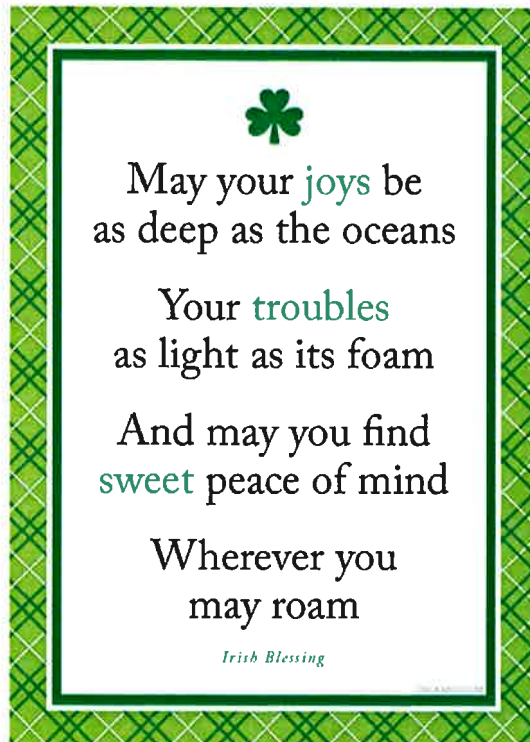 May your joys be
as deep as the oceans
Your troubles
as light as its foam
And may you find
sweet peace of mind
Wherever you
may roam
Irish Blessing